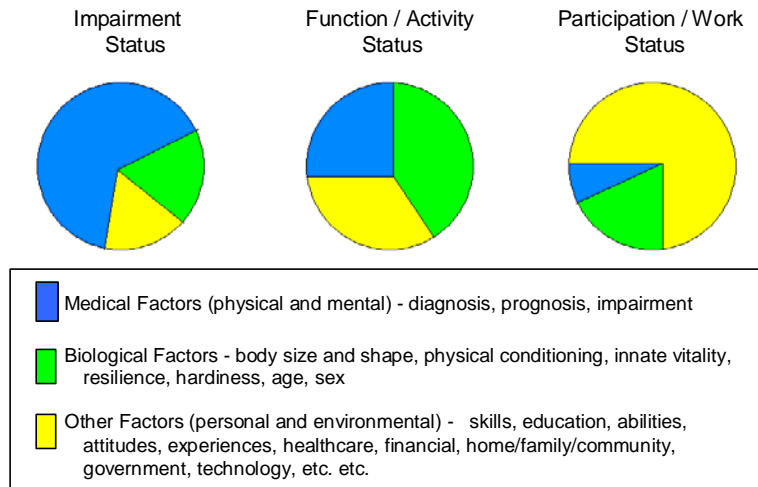 Impairment
Status
Function / Activity
Status
Participation / Work
Status
Medical Factors (physical and mental) - diagnosis, prognosis, impairment
Biological Factors - body size and shape, physical conditioning, innate vitality,
resilience, hardiness, age, sex
Other Factors (personal and environmental) - skills, education, abilities,
attitudes, experiences, healthcare, financial, home/family/community,
government, technology, etc. etc.